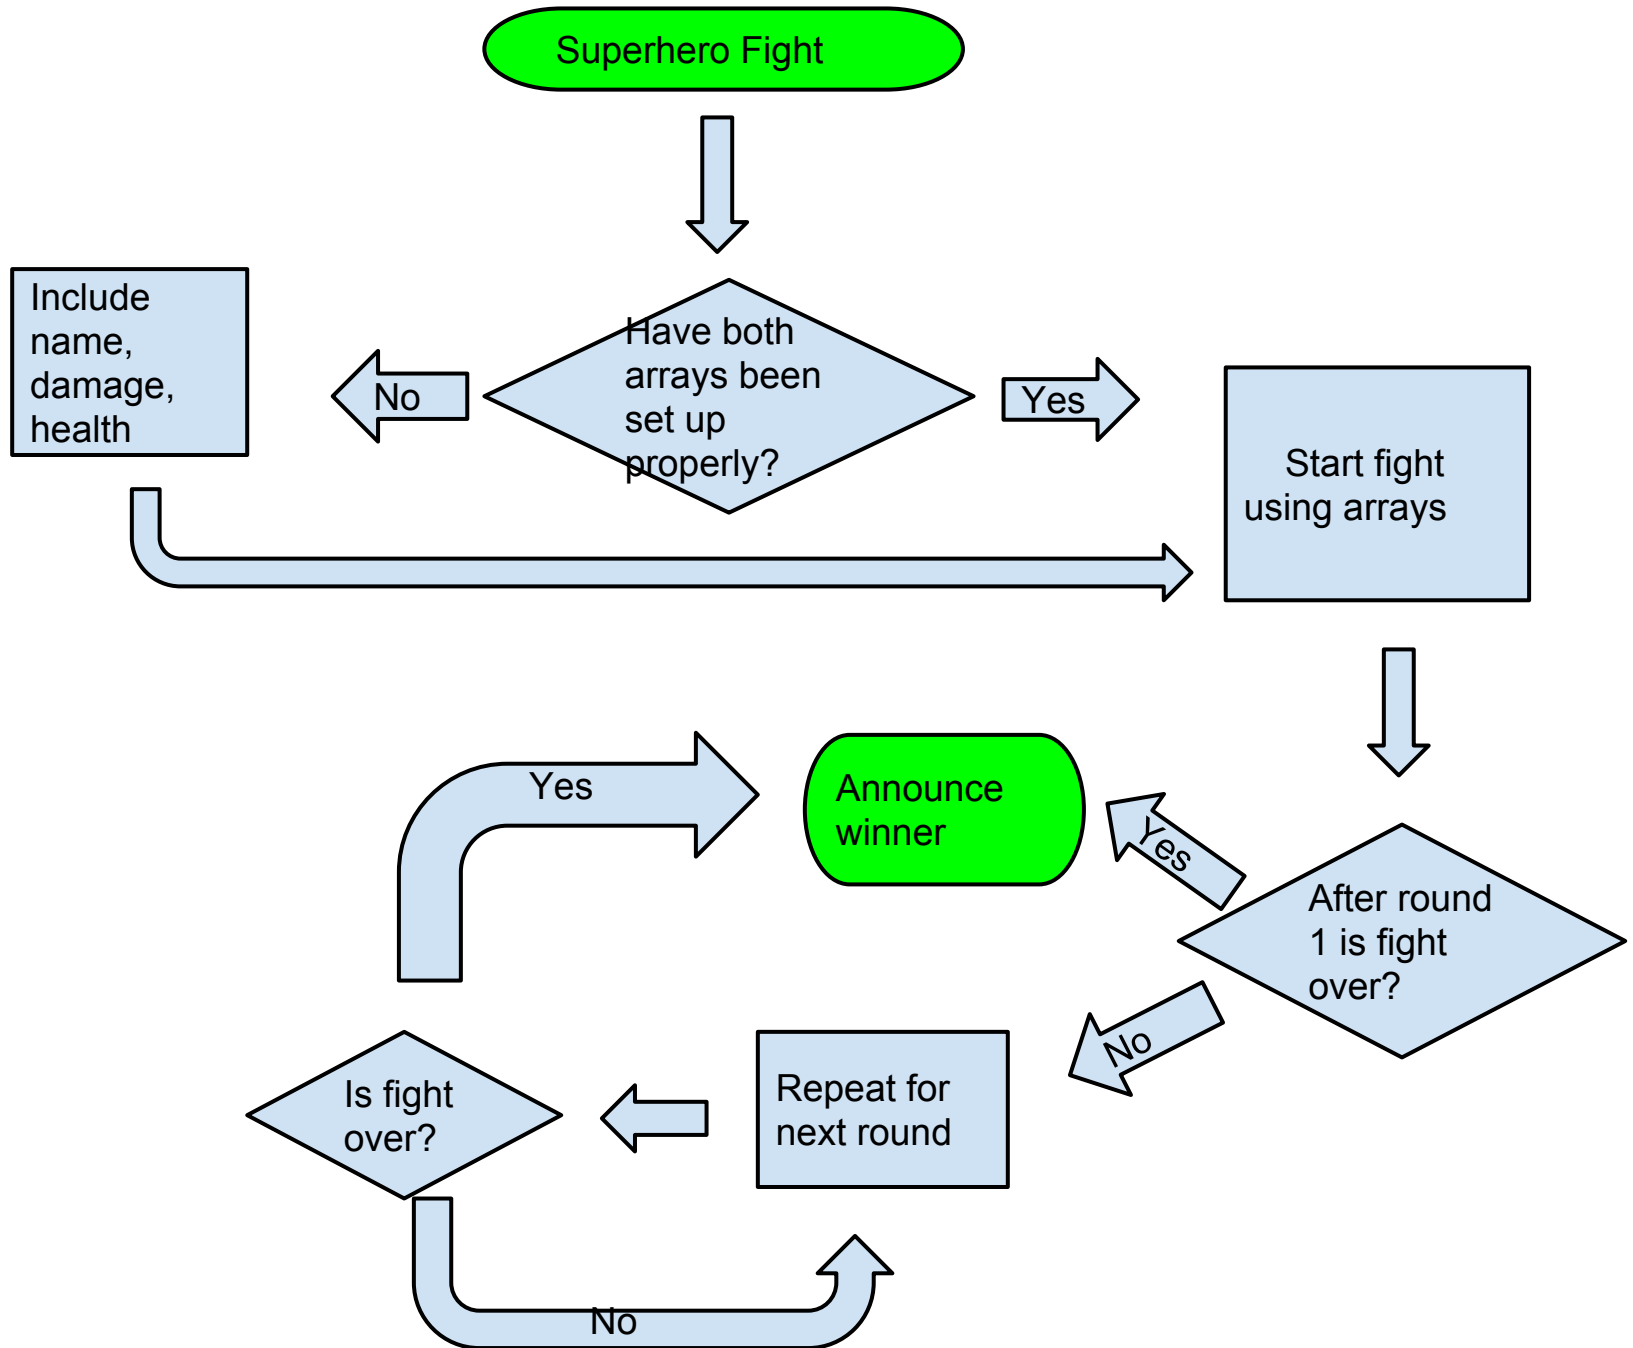 Superhero Fight
Include
name,
damage,
health
No
Have both
arrays been
set up
properly?
Yes
Start fight
using arrays
Yes
Announce
winner
Yes
After round
1 is fight
over?
No
Repeat for
next round
Is fight
over?
No